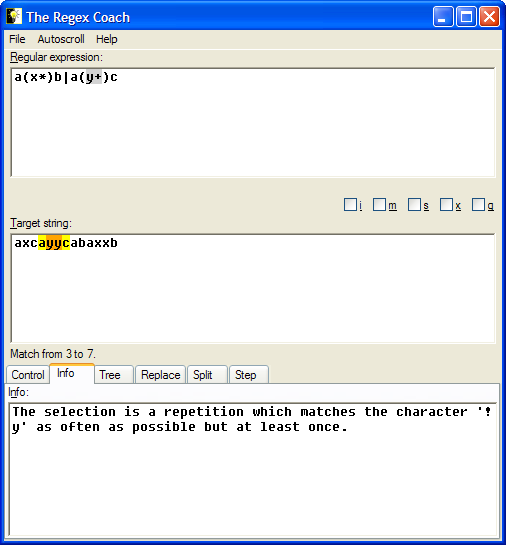 The Regex Coach
File Autoscroll Help
Regular expression:
a(x*)b|a(y+)c
i m s x g
Target string:
axcayycabaxxb
Match from 3 to 7.
Control Info Tree Replace Split Step
Info:
The selection is a repetition which matches the character '!
y' as often as possible but at least once.